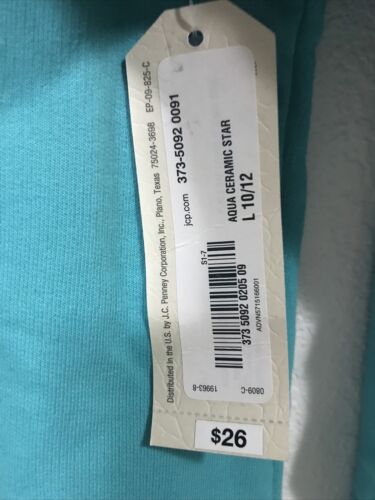 Distributed in the U.S. by J.C. Penney Corporation, Inc., Plano, Texas 75024-3698 EP-09-825-C
jcp.com 373-5092 0091
AQUA CERAMIC STAR
L 10/12
S1-7
373 5092 0205 09
ADVN5715166001
19963-8 0809-C
$26